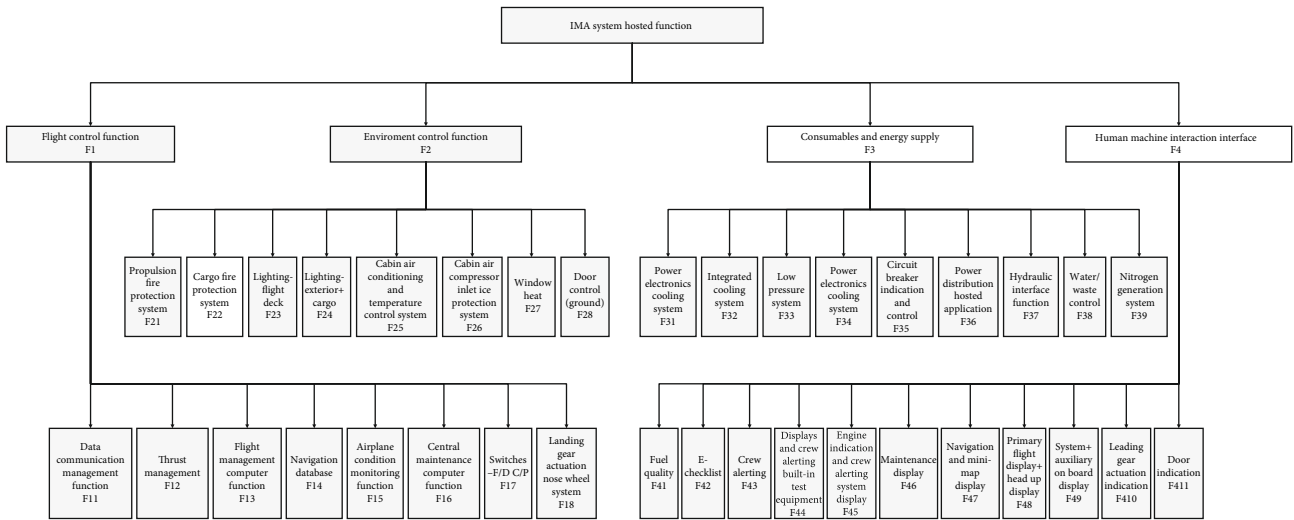 IMA system hosted function
Flight control function
F1
Enviroment control function
F2
Consumables and energy supply
F3
Human machine interaction interface
F4
Propulsion
fire
protection
system
F21
Cargo fire
protection
system
F22
Lighting-
flight
deck
F23
Lighting-
exterior+
cargo
F24
Cabin air
conditioning
and
temperature
control system
F25
Cabin air
compressor
inlet ice
protection
system
F26
Window
heat
F27
Door
control
(ground)
F28
Power
electronics
cooling
system
F31
Integrated
cooling
system
F32
Low
pressure
system
F33
Power
electronics
cooling
system
F34
Circuit
breaker
indication
and
control
F35
Power
distribution
hosted
application
F36
Hydraulic
interface
function
F37
Water/
waste
control
F38
Nitrogen
generation
system
F39
Data
communication
management
function
F11
Thrust
management
F12
Flight
management
computer
function
F13
Navigation
database
F14
Airplane
condition
monitoring
function
F15
Central
maintenance
computer
function
F16
Switches
–F/D C/P
F17
Landing
gear
actuation
nose wheel
system
F18
Fuel
quality
F41
E-
checklist
F42
Crew
alerting
F43
Displays
and crew
alerting
built-in
test
equipment
F44
Engine
indication
and crew
alerting
system
display
F45
Maintenance
display
F46
Navigation
and mini-
map
display
F47
Primary
flight
display+
head up
display
F48
System+
auxiliary
on board
display
F49
Leading
gear
actuation
indication
F410
Door
indication
F411